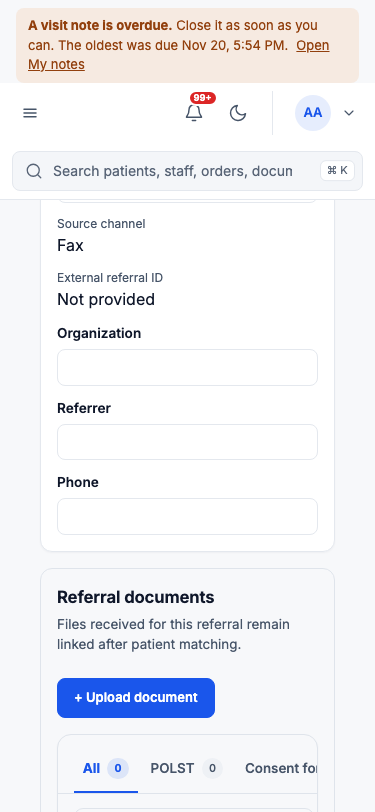 A visit note is overdue. Close it as soon as you
can. The oldest was due Nov 20, 5:54 PM. Open
My notes
99+
AA
Search patients, staff, orders, docun
⌘ K
Source channel
Fax
External referral ID
Not provided
Organization
Referrer
Phone
Referral documents
Files received for this referral remain
linked after patient matching.
+ Upload document
All 0 POLST 0 Consent for